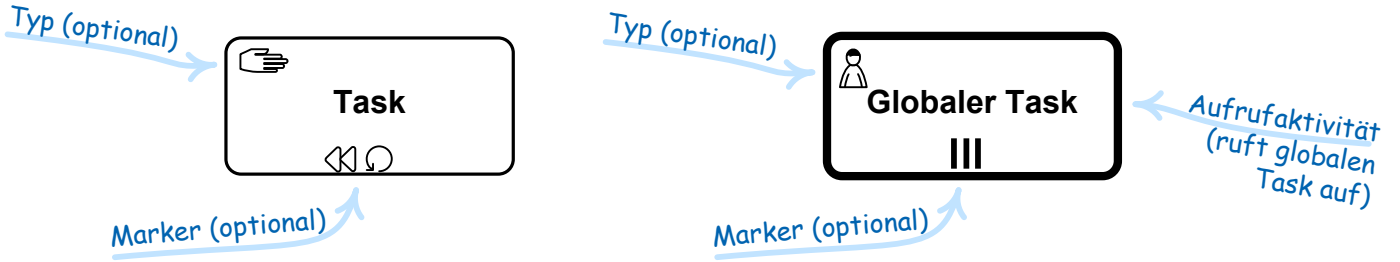 Typ (optional)
Task
Marker (optional)
Typ (optional)
Globaler Task
Marker (optional)
Aufrufaktivität
(ruft globalen
Task auf)